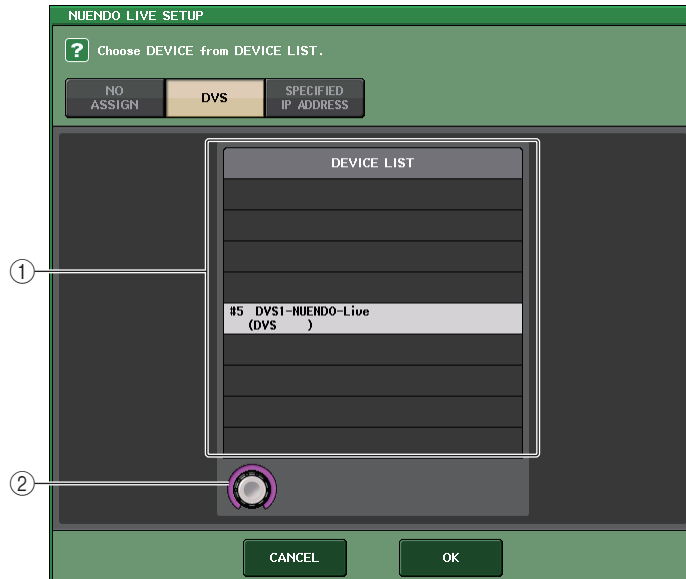 NUENDO LIVE SETUP
? Choose DEVICE from DEVICE LIST.
NO ASSIGN
DVS
SPECIFIED IP ADDRESS
DEVICE LIST
1
#5 DVS1-NUENDO-Live
(DVS )
2
CANCEL
OK